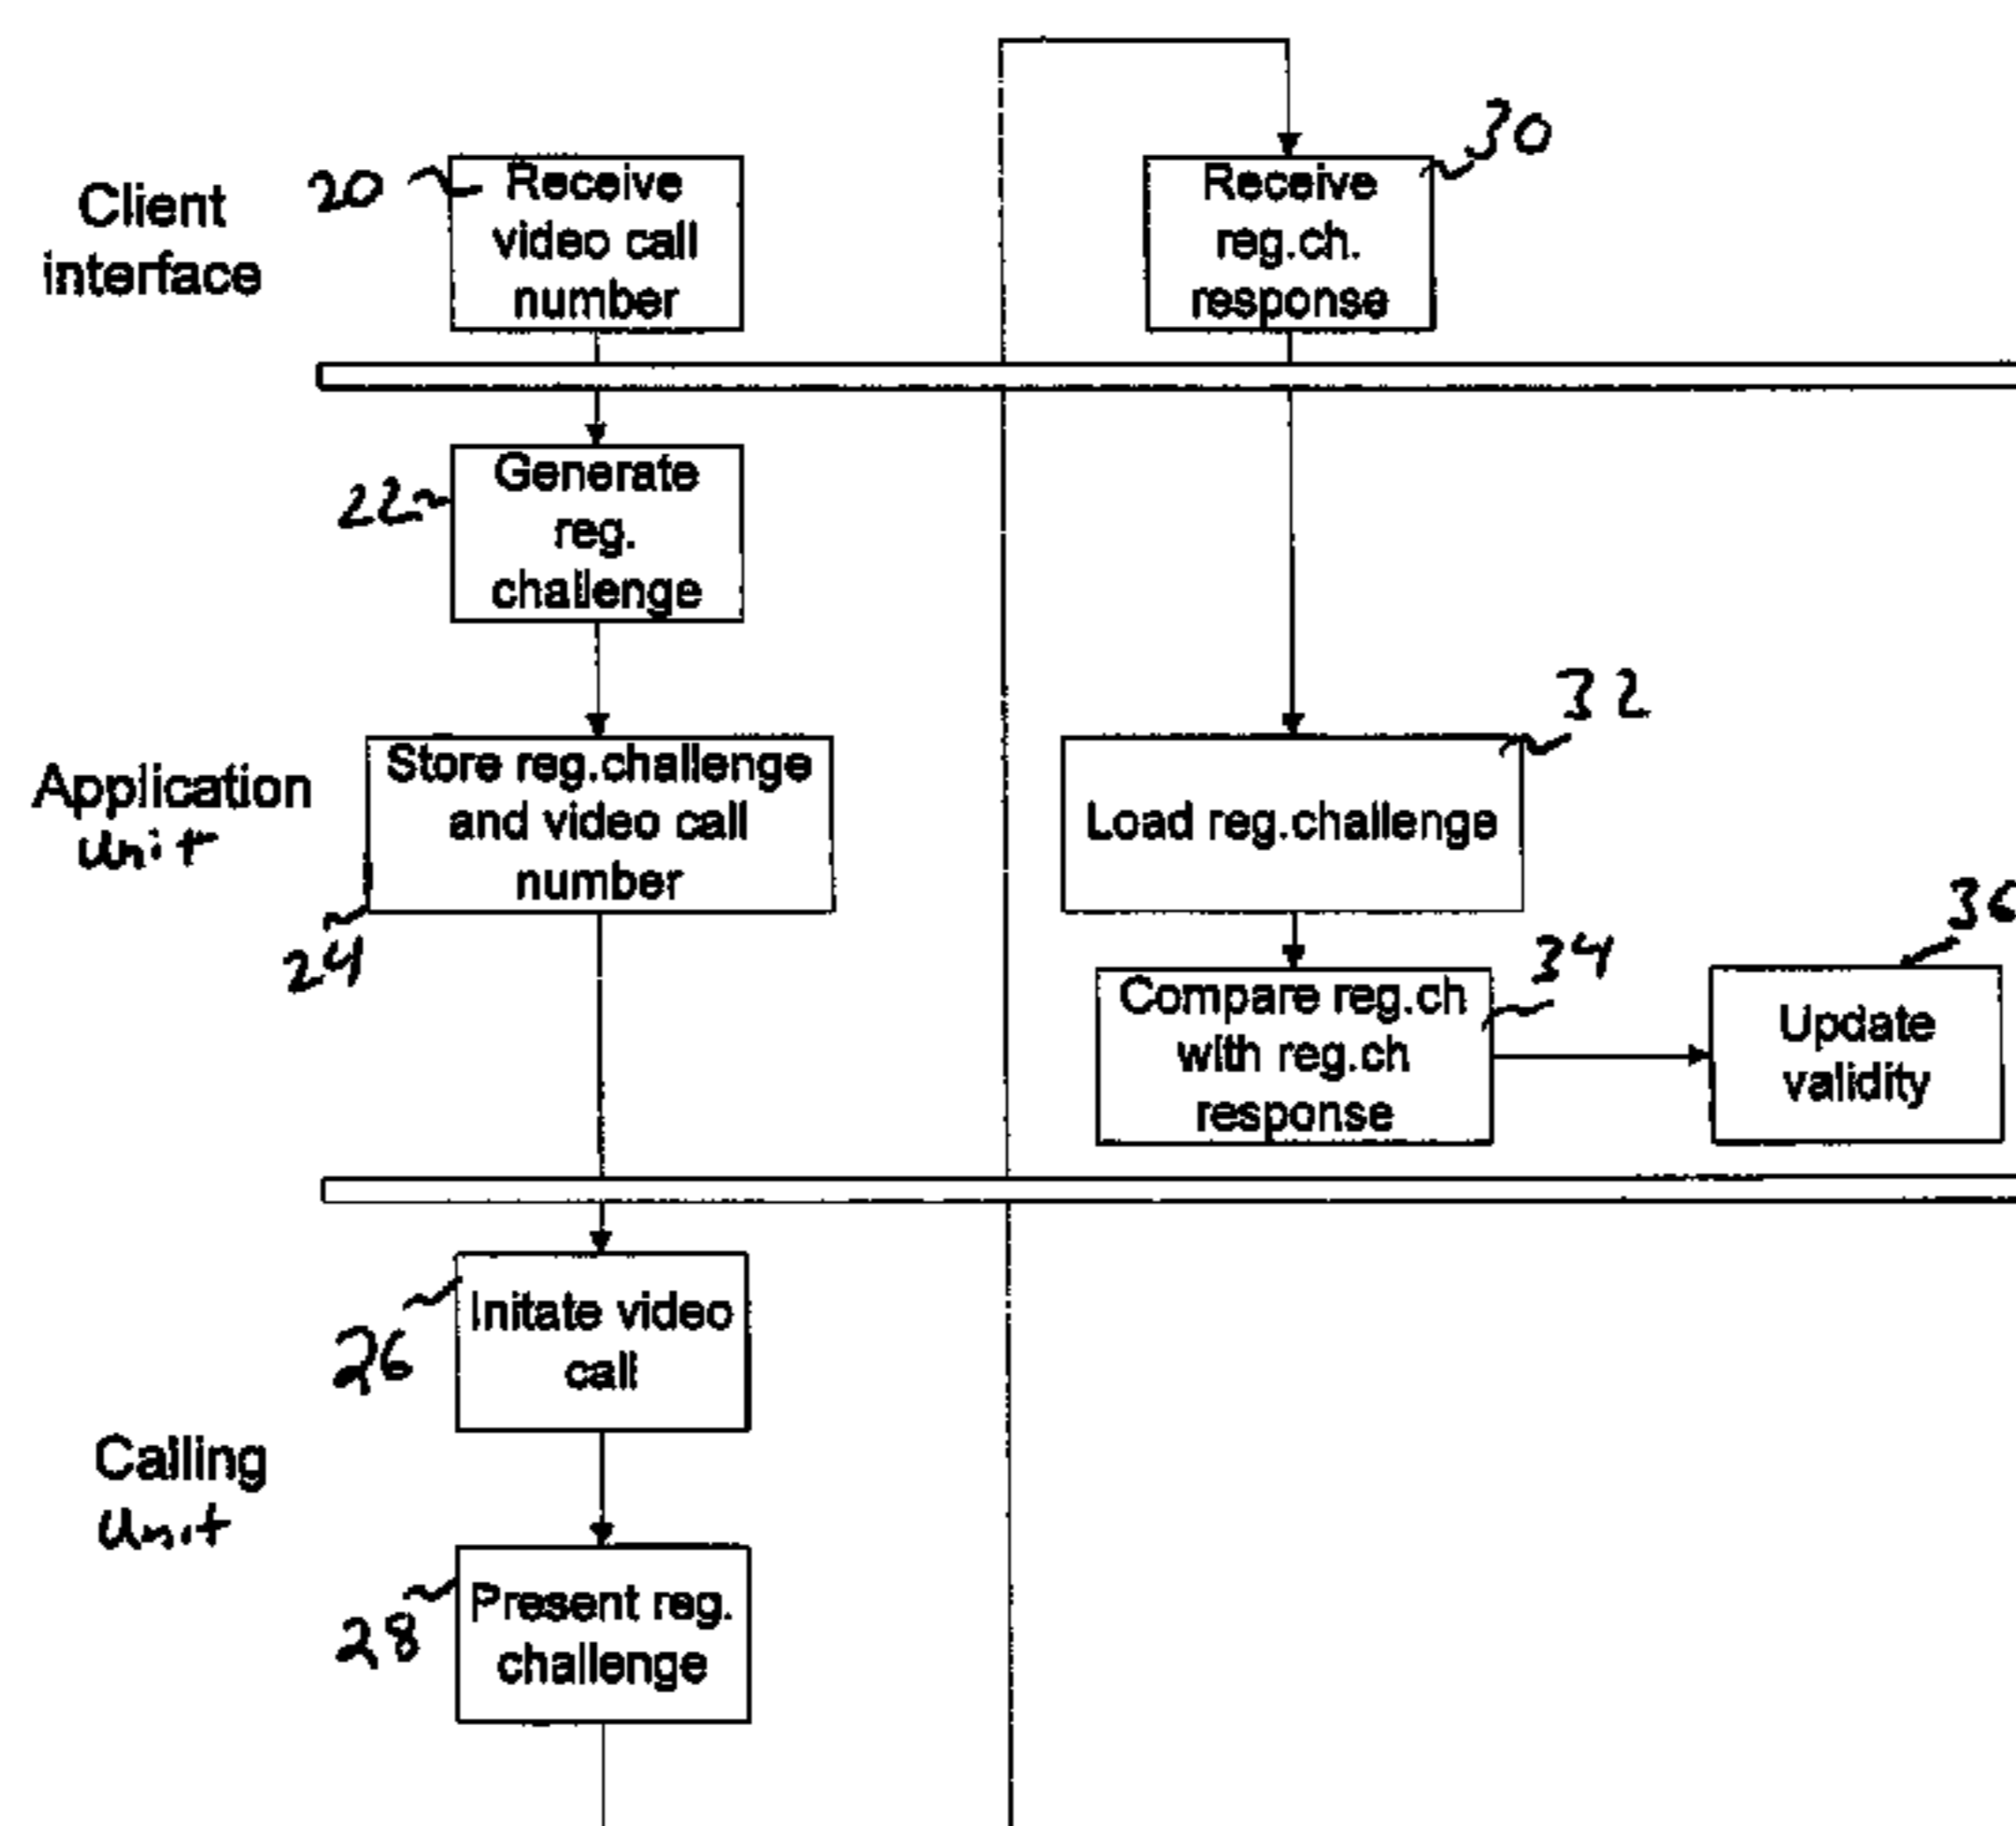 Client
interface
20
Receive
video call
number
30
Receive
reg.ch.
response
22
Generate
reg.
challenge
Application
unit
24
Store reg.challenge
and video call
number
32
Load reg.challenge
34
Compare reg.ch
with reg.ch
response
36
Update
validity
Calling
unit
26
Initate video
call
28
Present reg.
challenge